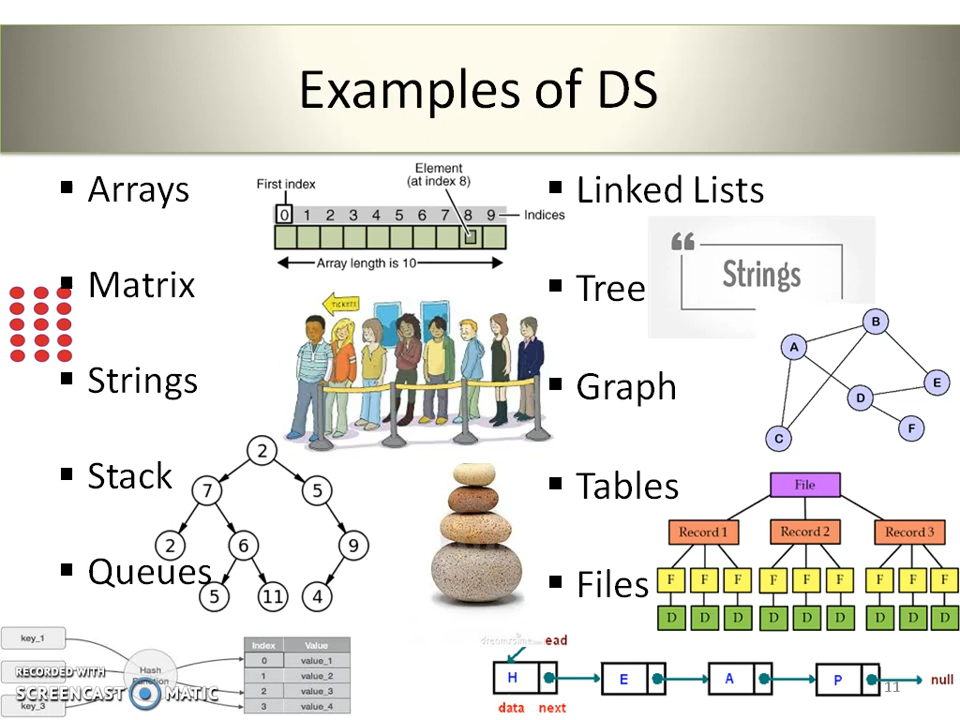 Examples of DS
▪ Arrays
▪ Matrix
▪ Strings
▪ Stack
▪ Queues
▪ Linked Lists
▪ Tree
▪ Graph
▪ Tables
▪ Files
Element
(at index 8)
First index
0 1 2 3 4 5 6 7 8 9 Indices
Array length is 10
TICKETS
“ Strings
B
A
E
D
F
C
2
7 5
2 6 9
5 11 4
File
Record 1 Record 2 Record 3
F F F F F F F F F
D D D D D D D D D
key_1
key_3
Hash
Function
Index Value
0 value_1
1 value_2
2 value_3
3 value_4
RECORDED WITH
SCREENCAST MATIC
dreamstime
ead
H E A P null
data next
11